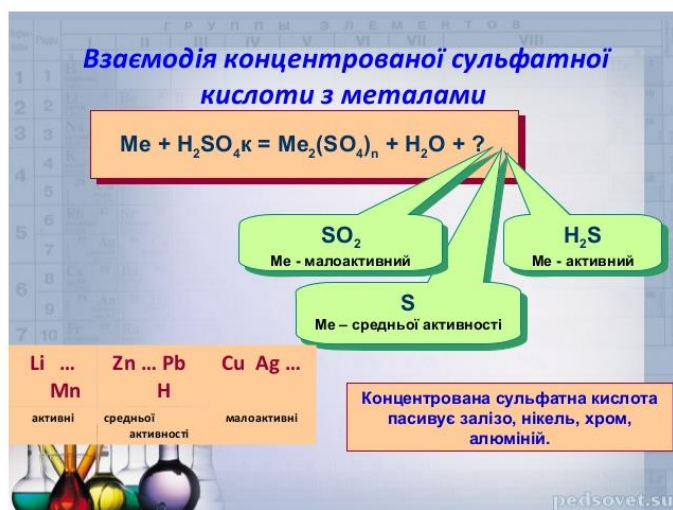 ГРУППЫ ЭЛЕМЕНТОВ
Взаємодія концентрованої сульфатної
кислоти з металами
Me + H₂SO₄к = Me₂(SO₄)ₙ + H₂O + ?
SO₂
Me - малоактивний
H₂S
Me - активний
S
Me – средньої активності
Li ... Mn
активні
Zn ... Pb H
средньої активності
Cu Ag ...
малоактивні
Концентрована сульфатна кислота
пасивує залізо, нікель, хром,
алюміній.
pedsovet.su